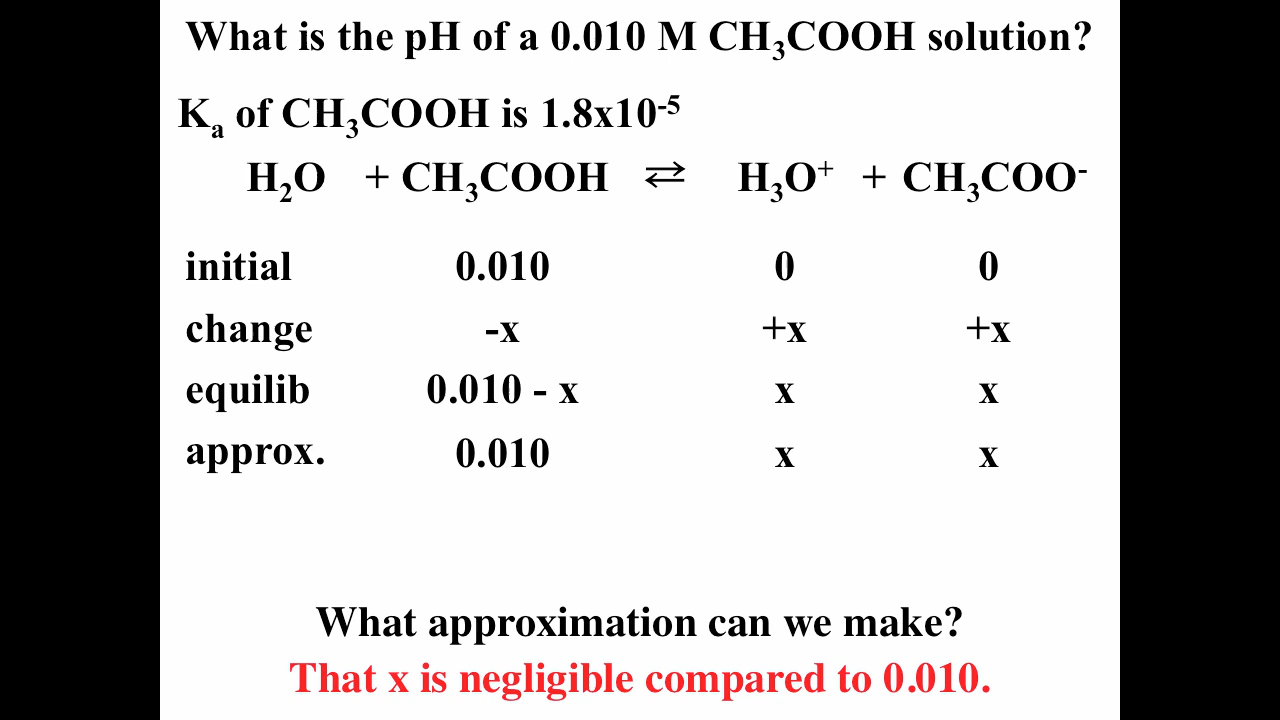 What is the pH of a 0.010 M CH₃COOH solution?
Kₐ of CH₃COOH is 1.8x10⁻⁵
H₂O + CH₃COOH ⇄ H₃O⁺ + CH₃COO⁻
initial 0.010 0 0
change -x +x +x
equilib 0.010 - x x x
approx. 0.010 x x
What approximation can we make?
That x is negligible compared to 0.010.